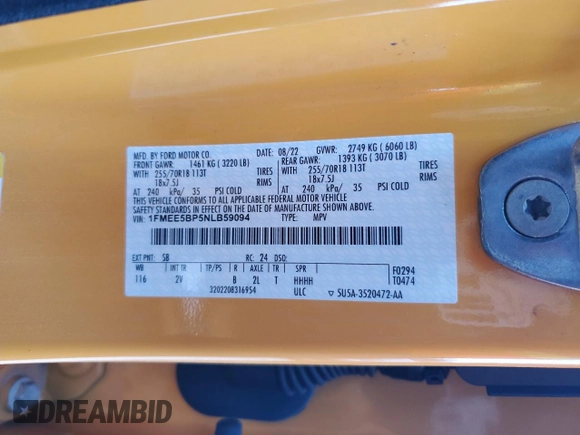 MFD. BY FORD MOTOR CO.
DATE: 08/22 GVWR: 2749 KG ( 6060 LB)
FRONT GAWR: 1461 KG ( 3220 LB) REAR GAWR: 1393 KG ( 3070 LB)
WITH 255/70R18 113T TIRES WITH 255/70R18 113T TIRES
18x7.5J RIMS 18x7.5J RIMS
AT 240 kPa/ 35 PSI COLD AT 240 kPa/ 35 PSI COLD
THIS VEHICLE CONFORMS TO ALL APPLICABLE FEDERAL MOTOR VEHICLE
SAFETY STANDARDS IN EFFECT ON THE DATE OF MANUFACTURE SHOWN ABOVE.
VIN: 1FMEE5BP5NLB59094 TYPE: MPV
EXT PNT: SB RC: 24 DSO:
WB INT TR TP/PS R AXLE TR SPR F0294
116 2V B 2L T HHHH T0474
3202208316954 ULC ▽ 5U5A-3520472-AA
DREAMBID